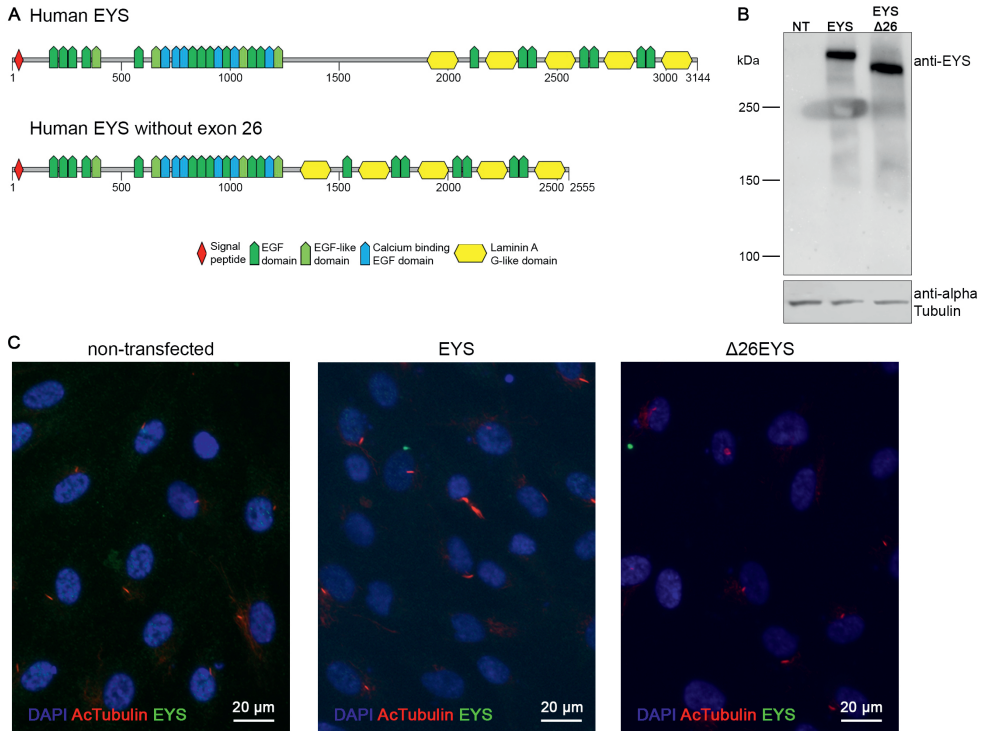 A
Human EYS
1 500 1000 1500 2000 2500 3000 3144
Human EYS without exon 26
1 500 1000 1500 2000 2500 2555
Signal peptide
EGF domain
EGF-like domain
Calcium binding EGF domain
Laminin A G-like domain
B
NT EYS EYS Δ26
kDa
anti-EYS
250
150
100
anti-alpha
Tubulin
C
non-transfected
EYS
Δ26EYS
DAPI AcTubulin EYS
20 µm
DAPI AcTubulin EYS
20 µm
DAPI AcTubulin EYS
20 µm